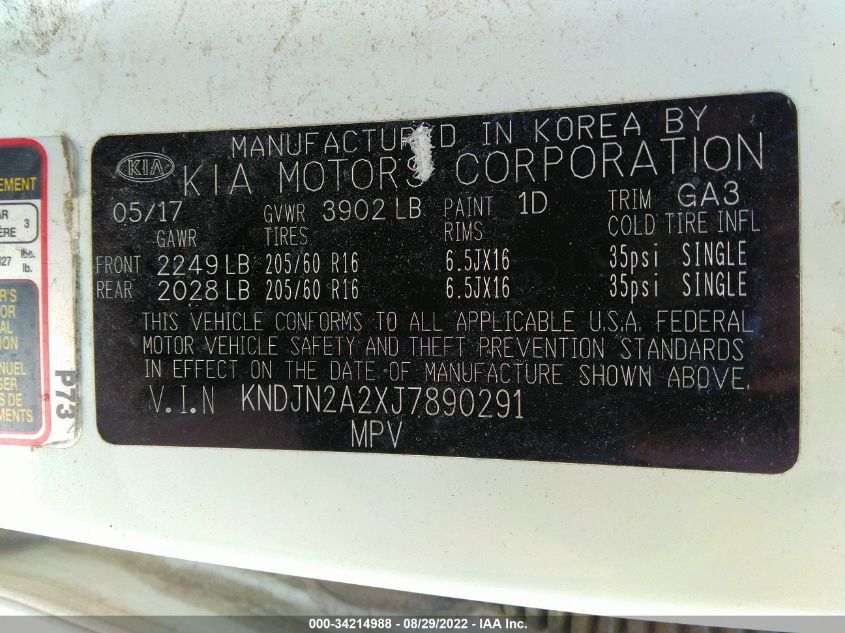 MANUFACTURED IN KOREA BY
KIA KIA MOTORS CORPORATION
05/17 GVWR 3902 LB PAINT 1D TRIM GA3
GAWR TIRES RIMS COLD TIRE INFL
FRONT 2249 LB 205/60 R16 6.5JX16 35psi SINGLE
REAR 2028 LB 205/60 R16 6.5JX16 35psi SINGLE
THIS VEHICLE CONFORMS TO ALL APPLICABLE U.S.A. FEDERAL
MOTOR VEHICLE SAFETY AND THEFT PREVENTION STANDARDS
IN EFFECT ON THE DATE OF MANUFACTURE SHOWN ABOVE.
V.I.N KNDJN2A2XJ7890291
MPV
3
lbs.
lb.
P73
000-34214988 - 08/29/2022 - IAA Inc.